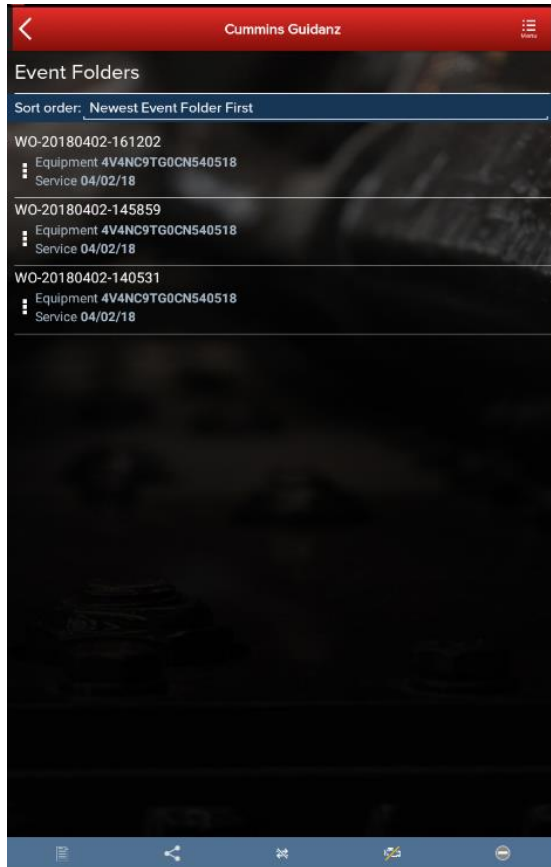 Cummins Guidanz
Menu
Event Folders
Sort order: Newest Event Folder First
WO-20180402-161202
Equipment 4V4NC9TG0CN540518
Service 04/02/18
WO-20180402-145859
Equipment 4V4NC9TG0CN540518
Service 04/02/18
WO-20180402-140531
Equipment 4V4NC9TG0CN540518
Service 04/02/18